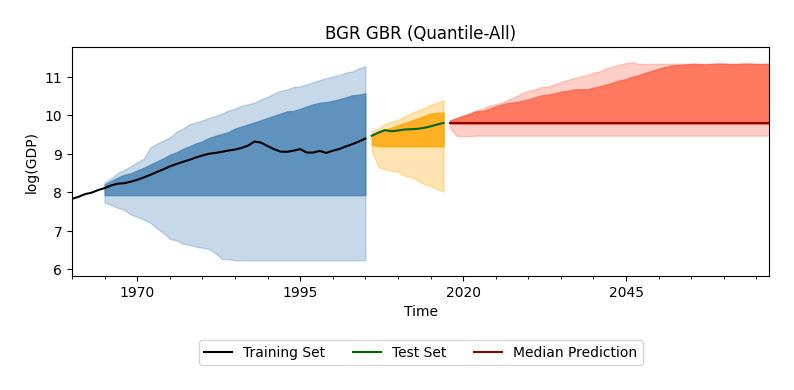 BGR GBR (Quantile-All)
11
10
9
8
7
6
log(GDP)
1970
1995
2020
2045
Time
Training Set
Test Set
Median Prediction